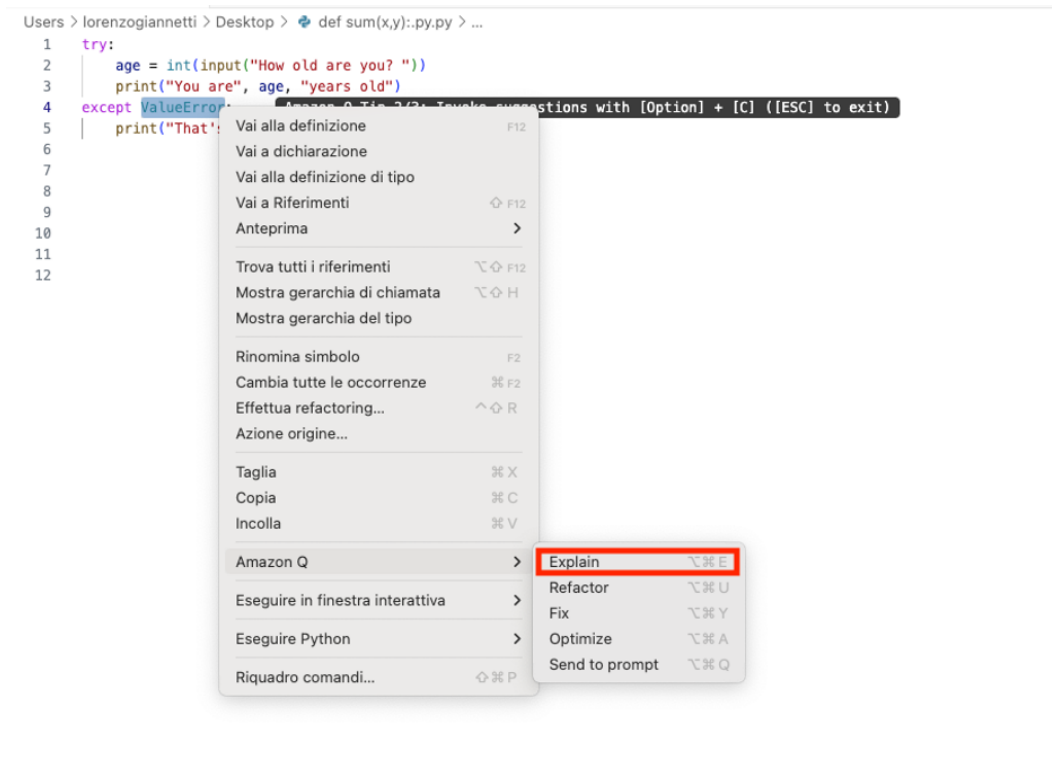 Users > lorenzogiannetti > Desktop > def sum(x,y):.py.py > ...
1 try:
2 age = int(input("How old are you? "))
3 print("You are", age, "years old")
4 except ValueError: Amazon Q Tip 2/3: Invoke suggestions with [Option] + [C] ([ESC] to exit)
5 print("That's
6
7
8
9
10
11
12
Vai alla definizione F12
Vai a dichiarazione
Vai alla definizione di tipo
Vai a Riferimenti ⇧ F12
Anteprima >
Trova tutti i riferimenti ⌥⇧ F12
Mostra gerarchia di chiamata ⌥⇧ H
Mostra gerarchia del tipo
Rinomina simbolo F2
Cambia tutte le occorrenze ⌘ F2
Effettua refactoring... ^⇧ R
Azione origine...
Taglia ⌘ X
Copia ⌘ C
Incolla ⌘ V
Amazon Q >
Explain ⌥⌘ E
Refactor ⌥⌘ U
Fix ⌥⌘ Y
Optimize ⌥⌘ A
Send to prompt ⌥⌘ Q
Eseguire in finestra interattiva >
Eseguire Python >
Riquadro comandi... ⇧⌘ P